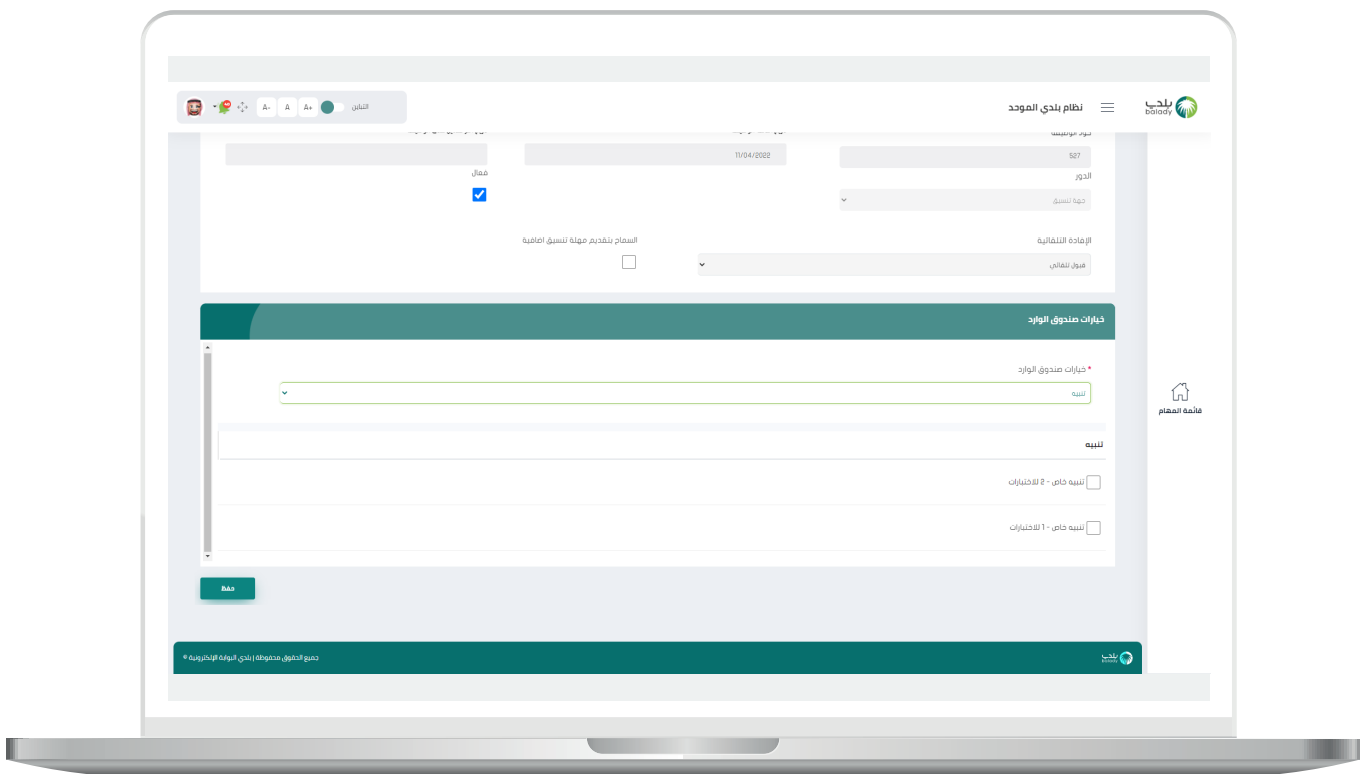 بلدي
balady
نظام بلدي الموحد
التباين
A+
A
A-
كود الوظيفة
527
11/04/2022
الدور
فعال
جهة تنسيق
الإفادة التلقائية
السماح بتقديم مهلة تنسيق اضافية
قبول تلقائي
خيارات صندوق الوارد
* خيارات صندوق الوارد
تنبيه
قائمة المهام
تنبيه
تنبيه خاص - 2 للاختبارات
تنبيه خاص - 1 للاختبارات
حفظ
بلدي
balady
جميع الحقوق محفوظة | بلدي البوابة الإلكترونية ©